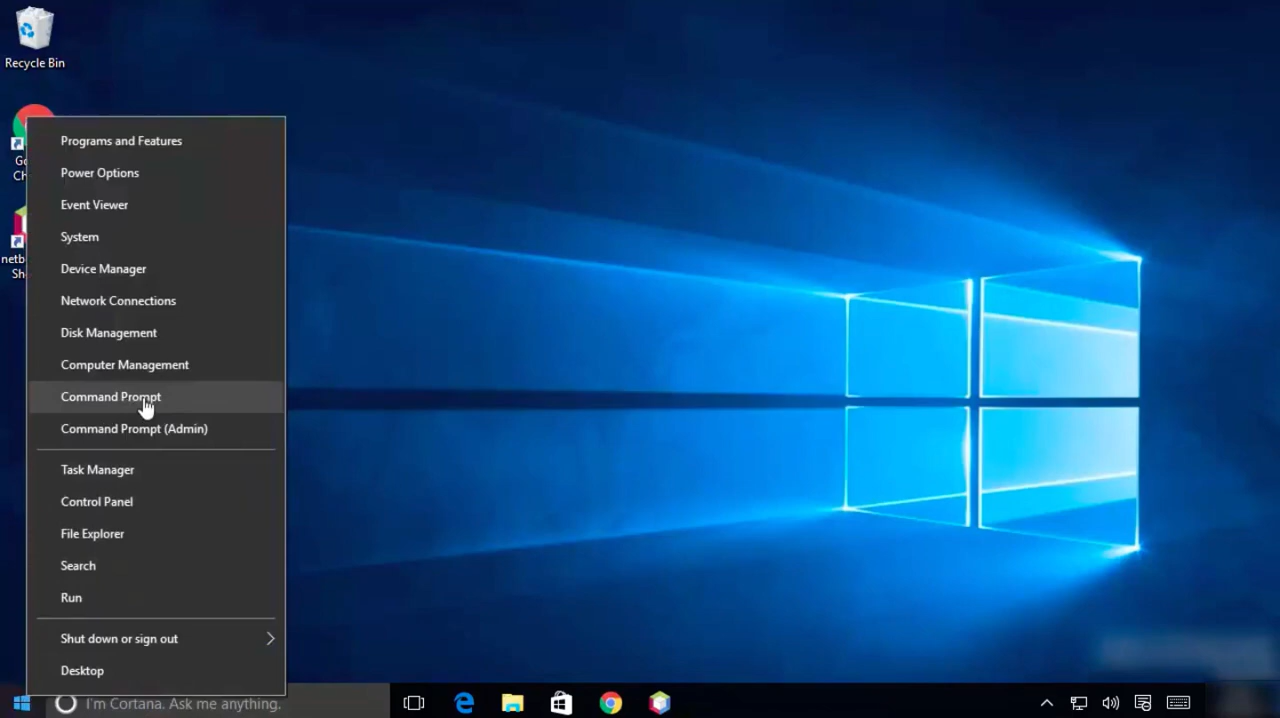 Recycle Bin
Programs and Features
Power Options
Event Viewer
System
Device Manager
Network Connections
Disk Management
Computer Management
Command Prompt
Command Prompt (Admin)
Task Manager
Control Panel
File Explorer
Search
Run
Shut down or sign out
Desktop
I'm Cortana. Ask me anything.